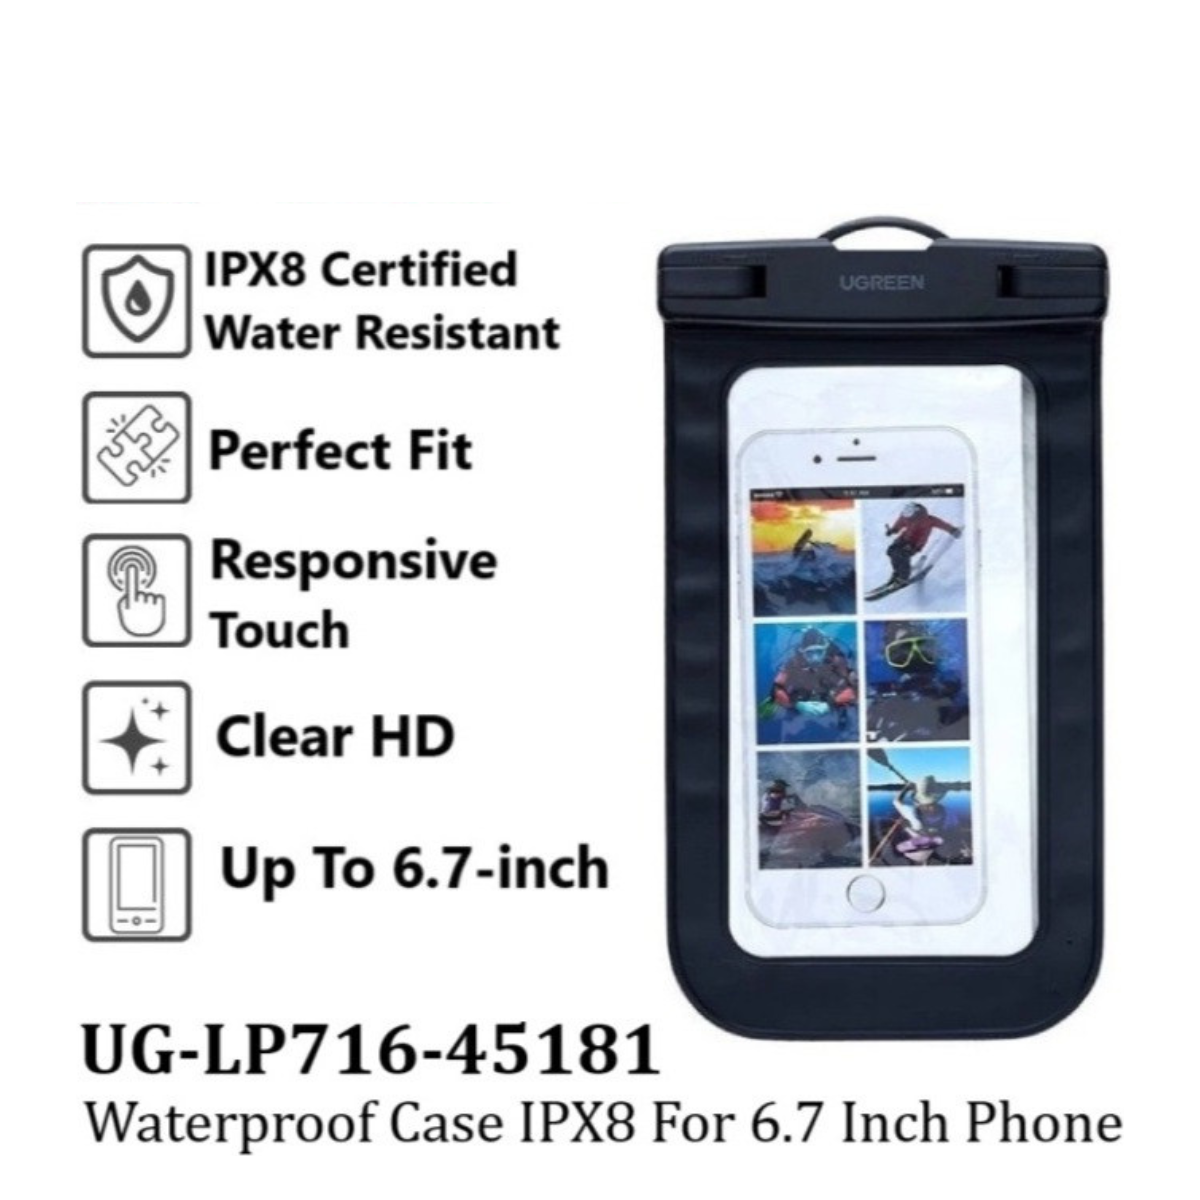 IPX8 Certified
Water Resistant
Perfect Fit
Responsive
Touch
Clear HD
Up To 6.7-inch
UGREEN
UG-LP716-45181
Waterproof Case IPX8 For 6.7 Inch Phone